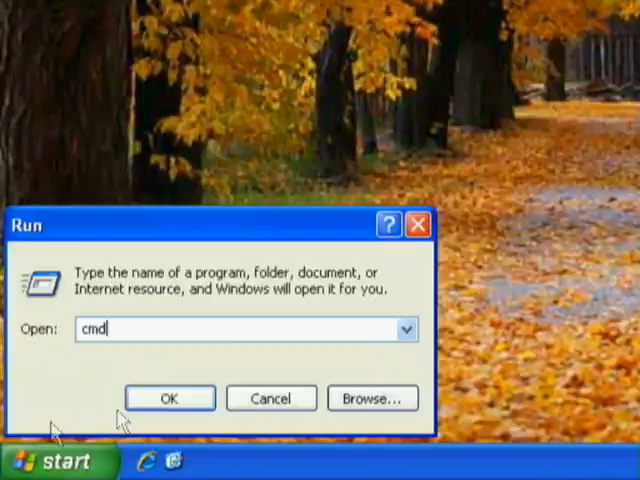 Run
Type the name of a program, folder, document, or
Internet resource, and Windows will open it for you.
Open: cmd
OK Cancel Browse...
start